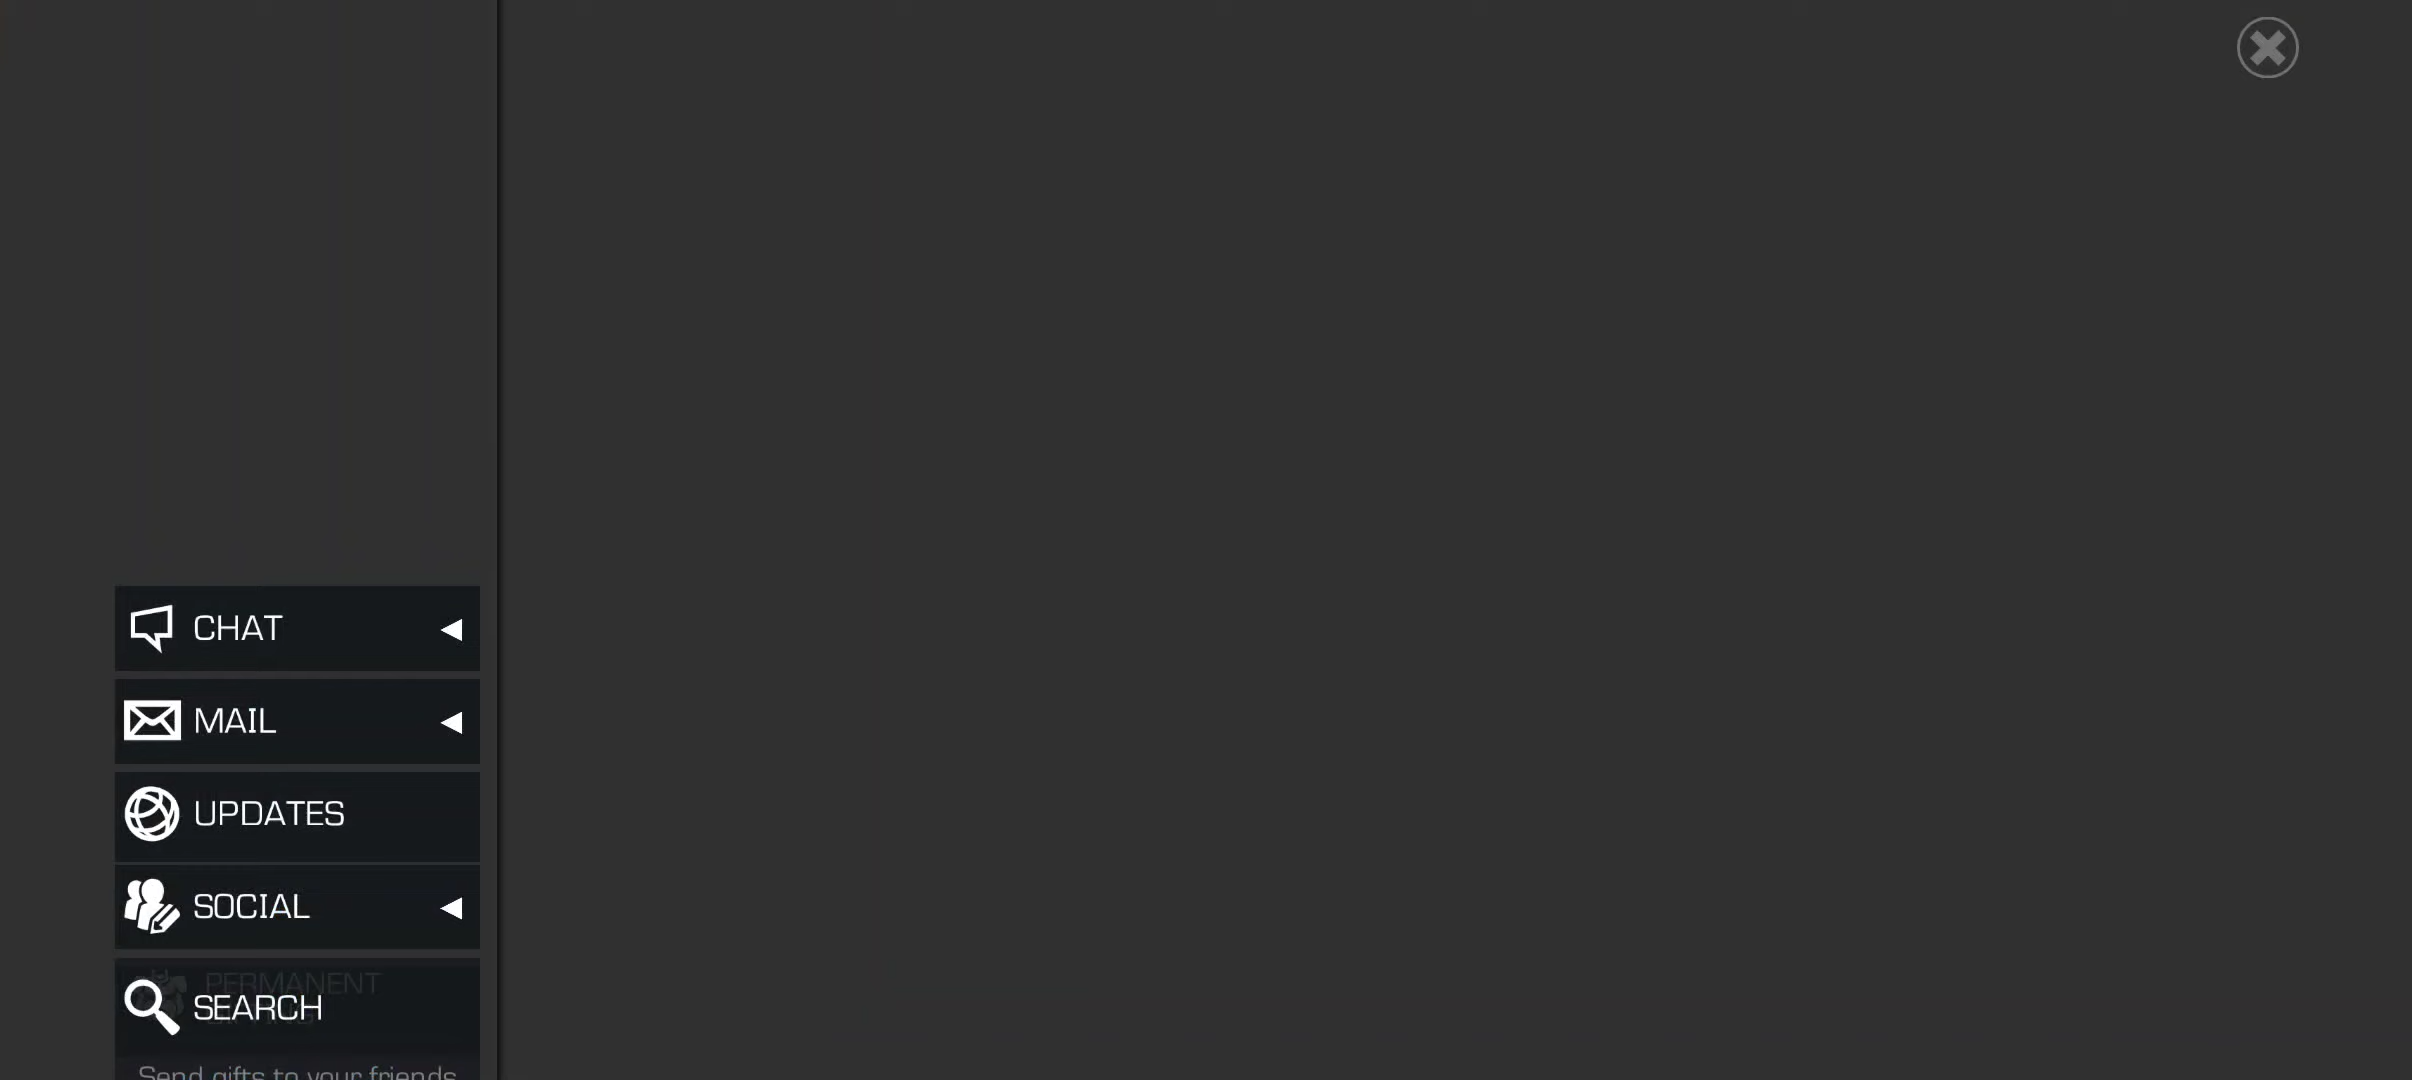 CHAT
MAIL
UPDATES
SOCIAL
PERMANENT
SEARCH
Send gifts to your friends